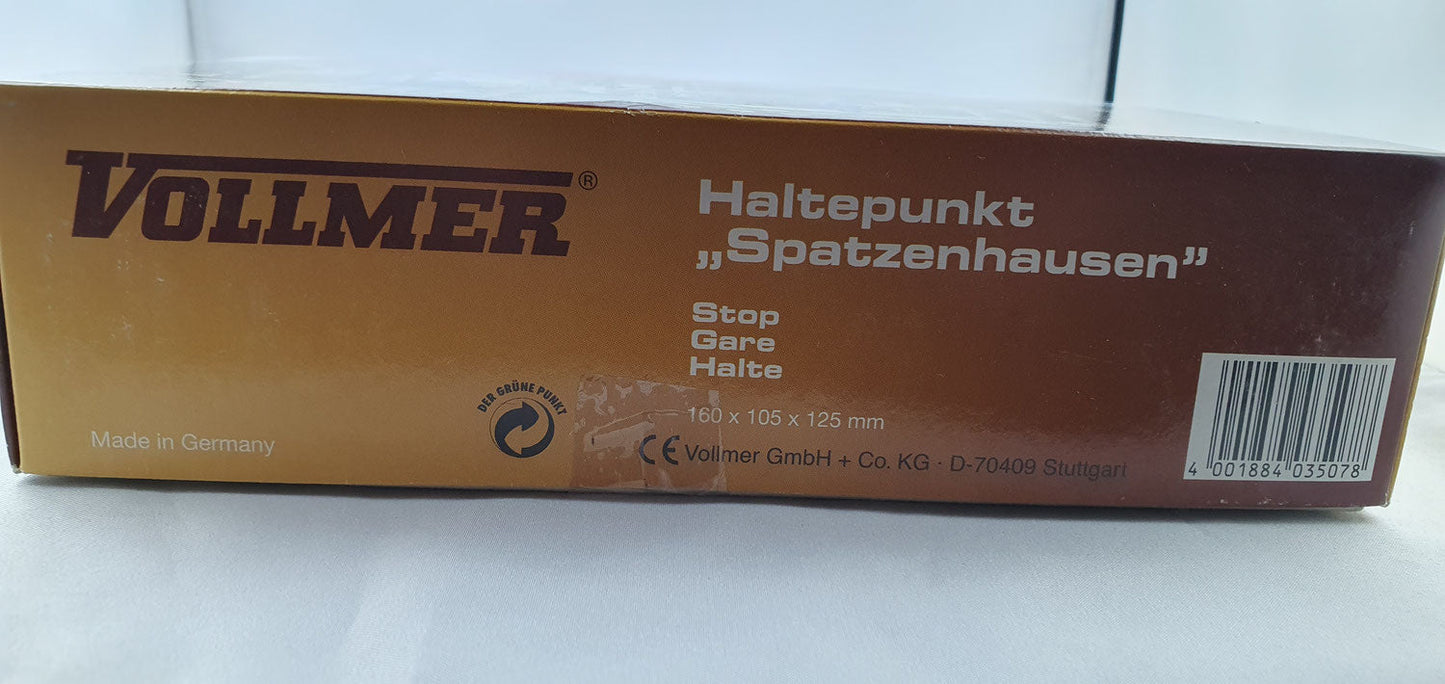 VOLLMER®
Haltepunkt
„Spatzenhausen”
Stop
Gare
Halte
160 x 105 x 125 mm
DER GRÜNE PUNKT
Made in Germany
CE Vollmer GmbH + Co. KG · D-70409 Stuttgart
4 001884 035078